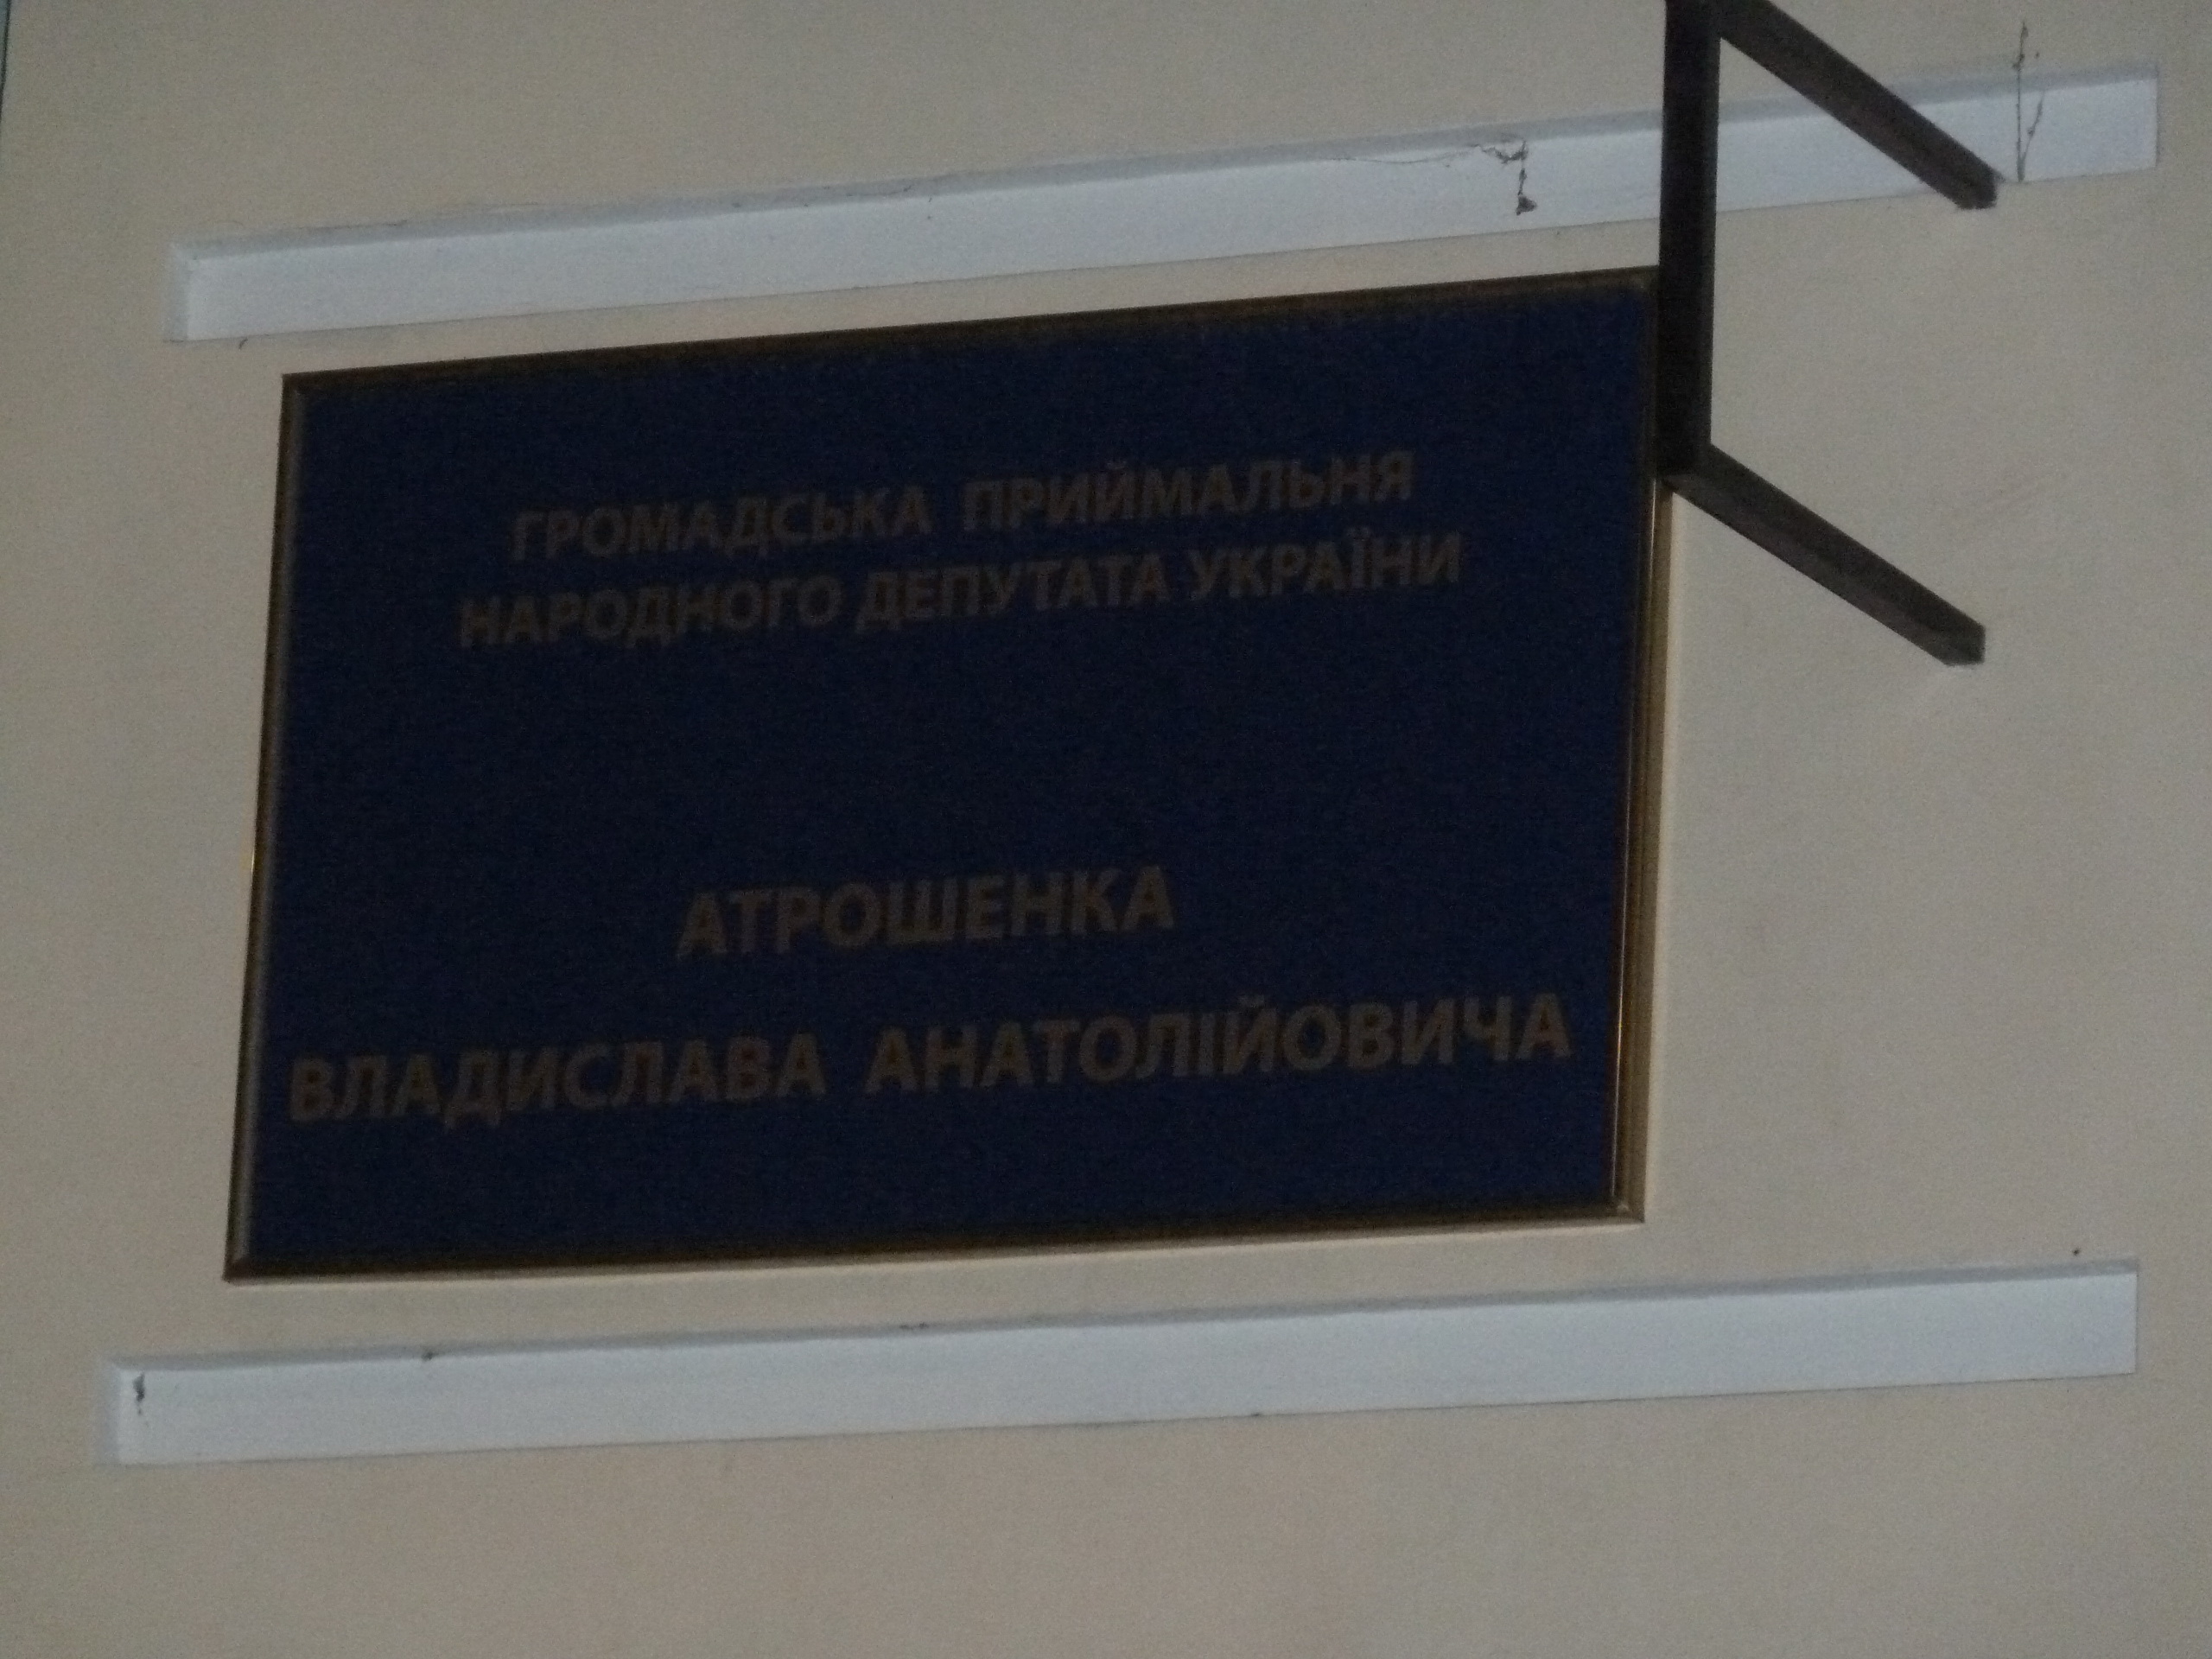 ГРОМАДСЬКА ПРИЙМАЛЬНЯ
НАРОДНОГО ДЕПУТАТА УКРАЇНИ
АТРОШЕНКА
ВЛАДИСЛАВА АНАТОЛІЙОВИЧА